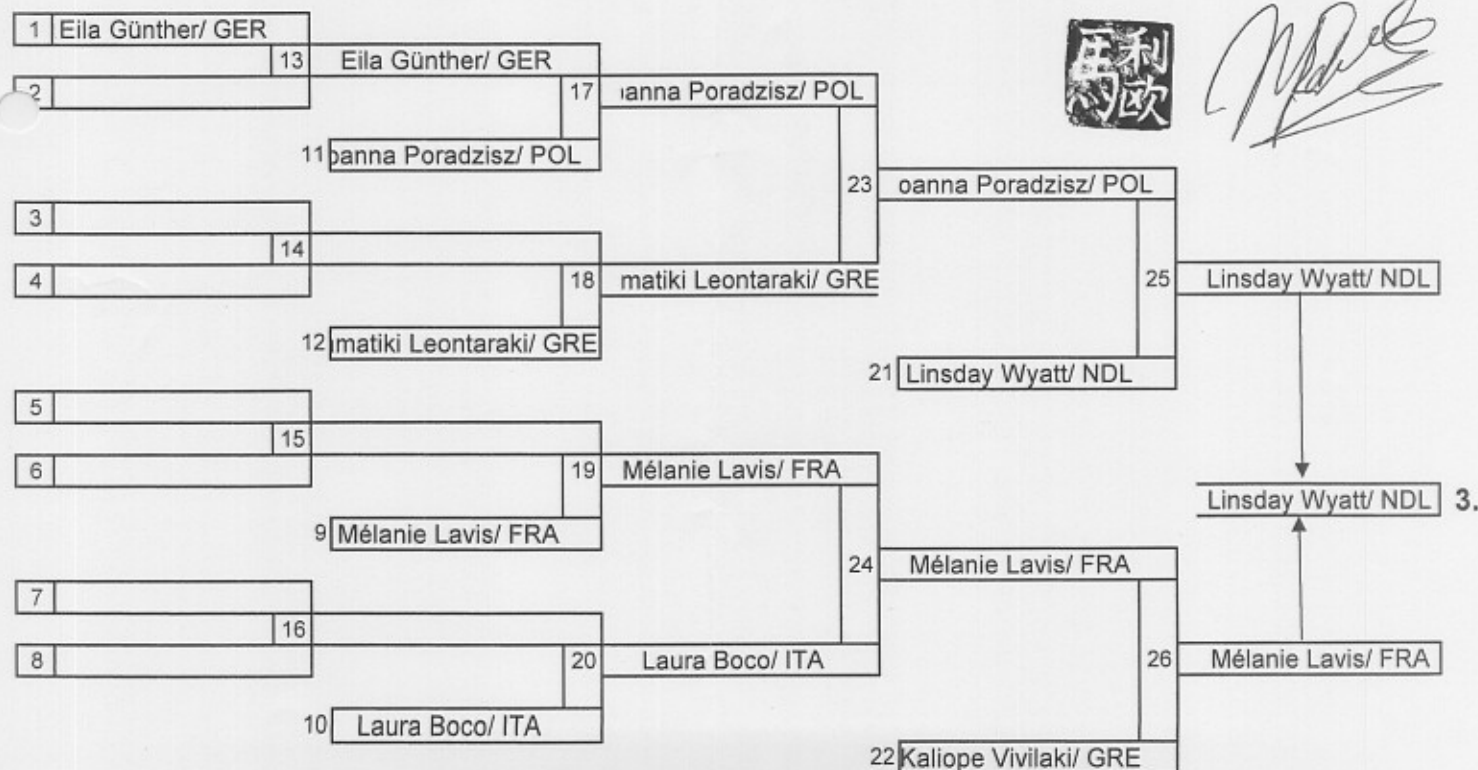 1 Eila Günther/ GER
13 Eila Günther/ GER
2
17 ıanna Poradzisz/ POL
11 oanna Poradzisz/ POL
23 oanna Poradzisz/ POL
3
14
4
18 matiki Leontaraki/ GRE
25 Linsday Wyatt/ NDL
12 matiki Leontaraki/ GRE
21 Linsday Wyatt/ NDL
5
15
6
19 Mélanie Lavis/ FRA
Linsday Wyatt/ NDL 3.
9 Mélanie Lavis/ FRA
24 Mélanie Lavis/ FRA
7
16
8
20 Laura Boco/ ITA
26 Mélanie Lavis/ FRA
10 Laura Boco/ ITA
22 Kaliope Vivilaki/ GRE
馬利欧